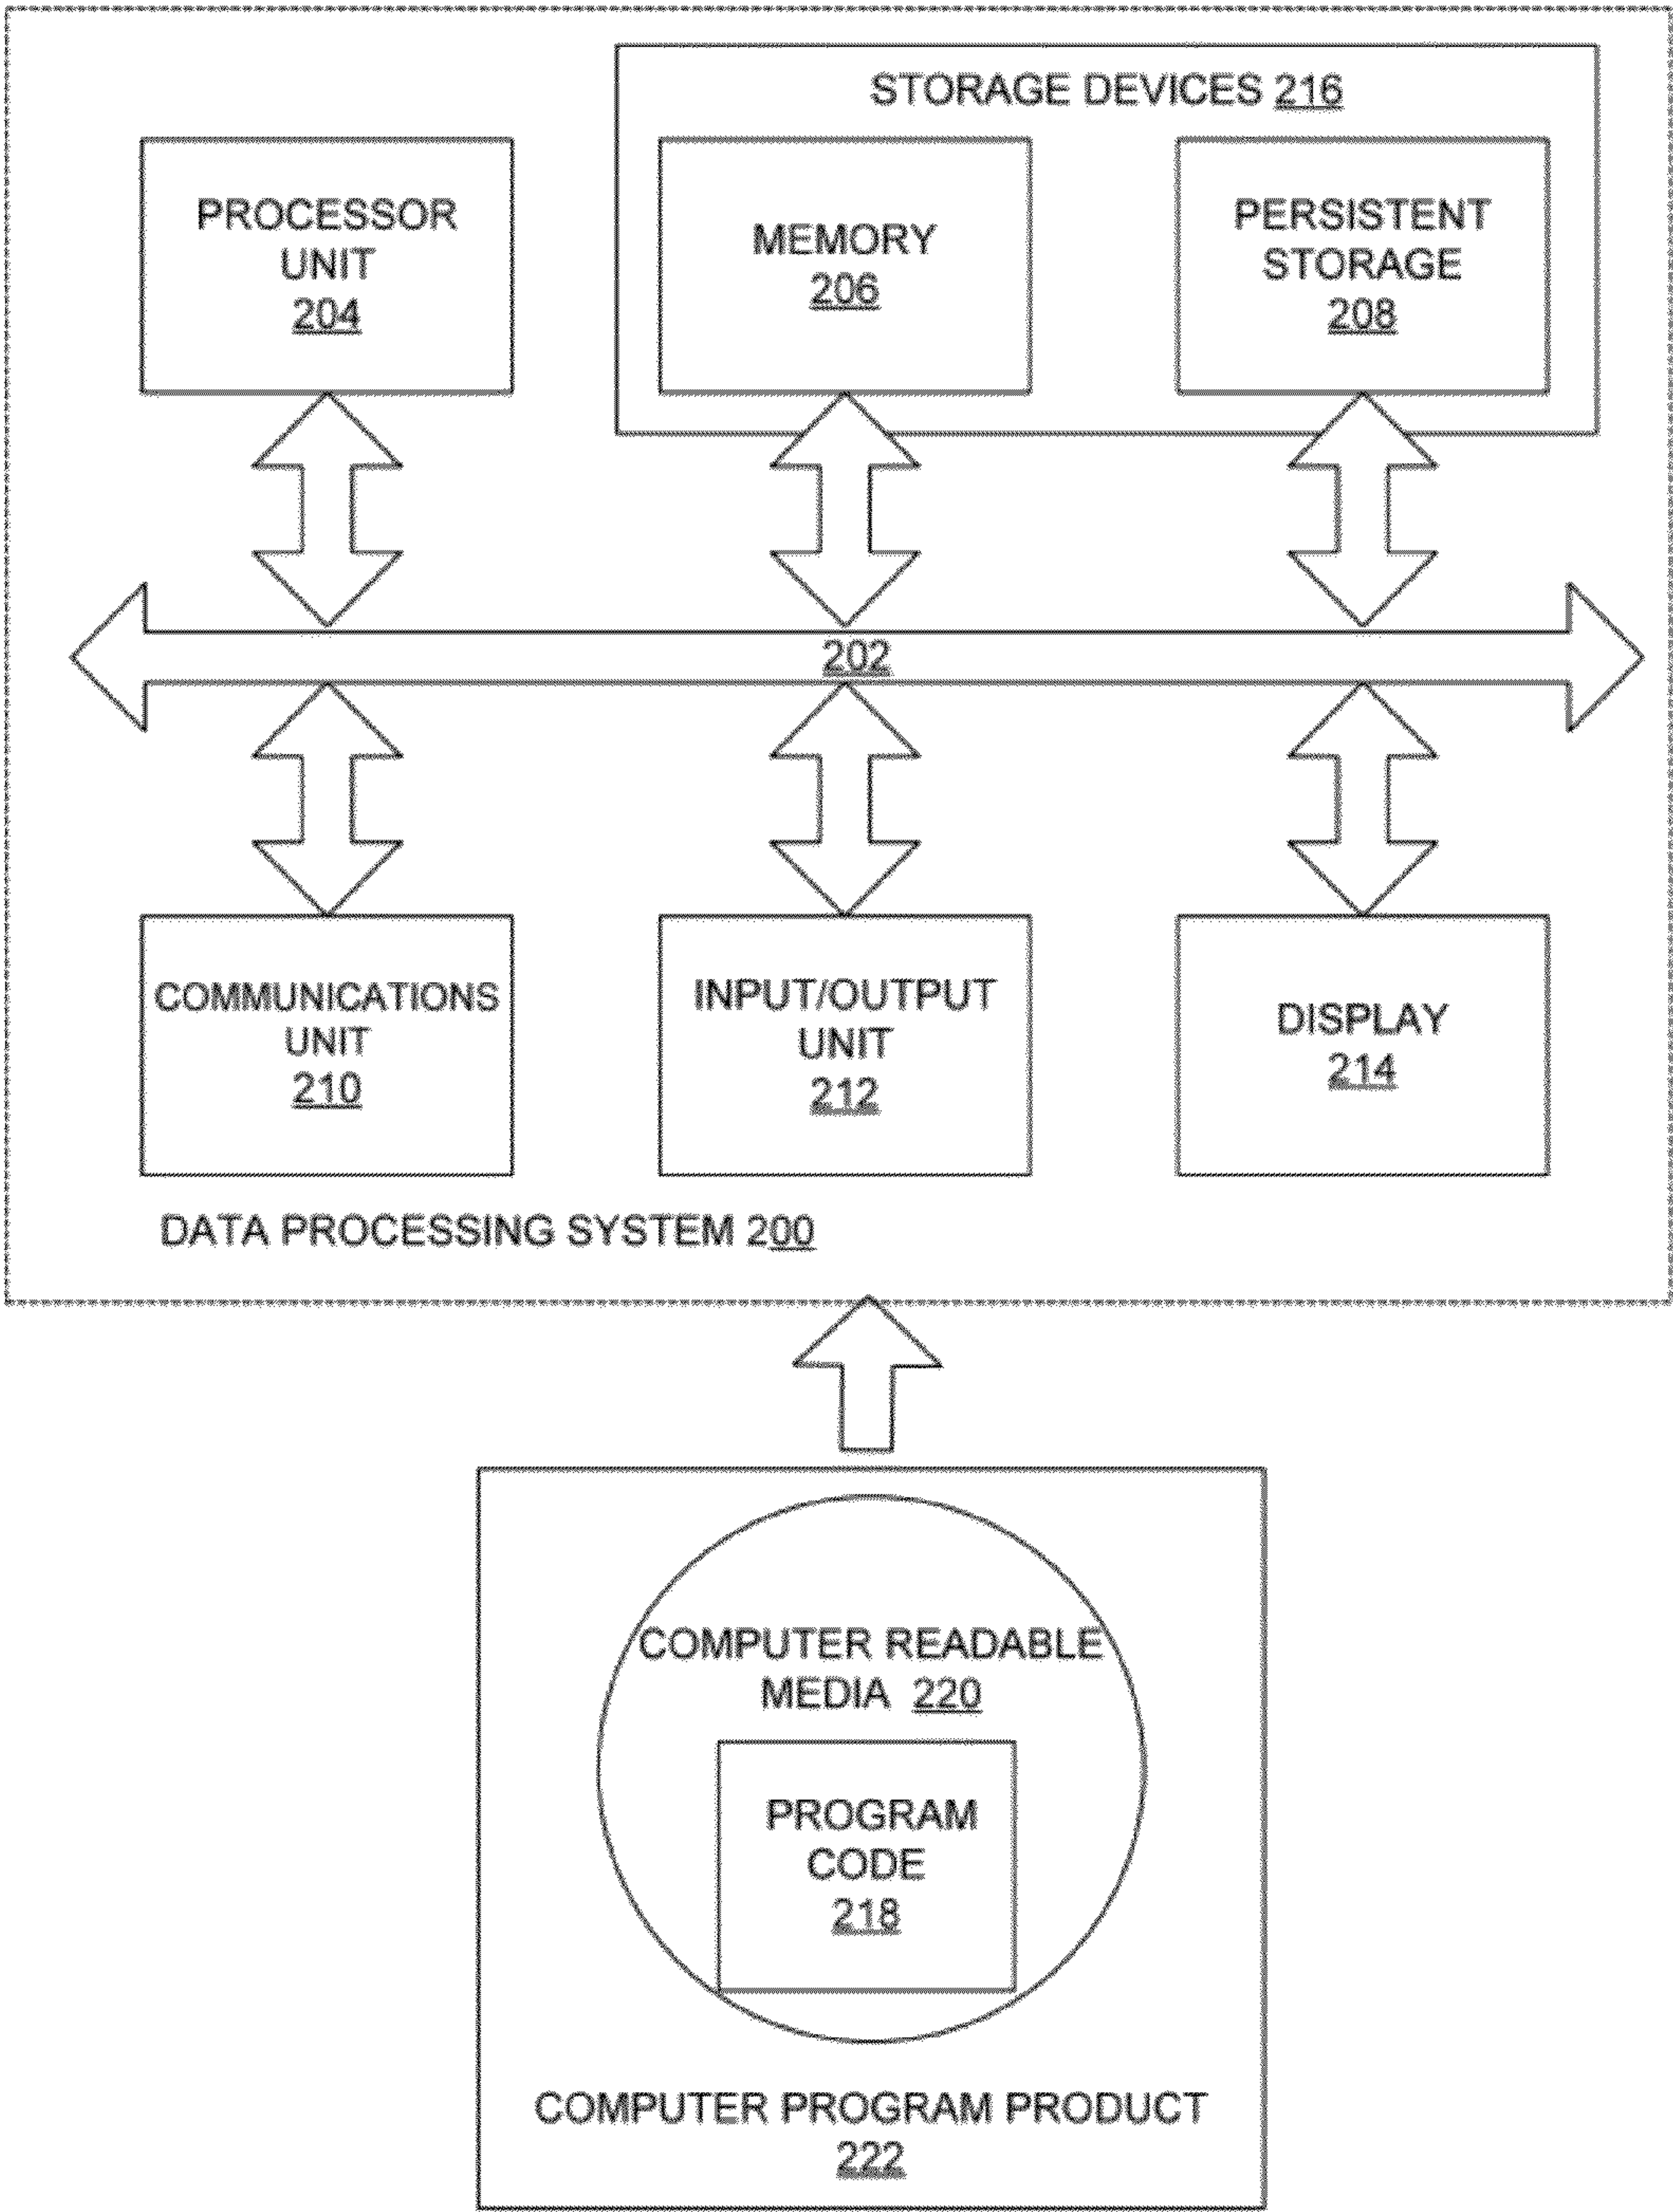 STORAGE DEVICES 216
PROCESSOR
UNIT
204
MEMORY
206
PERSISTENT
STORAGE
208
202
COMMUNICATIONS
UNIT
210
INPUT/OUTPUT
UNIT
212
DISPLAY
214
DATA PROCESSING SYSTEM 200
COMPUTER READABLE
MEDIA 220
PROGRAM
CODE
218
COMPUTER PROGRAM PRODUCT
222